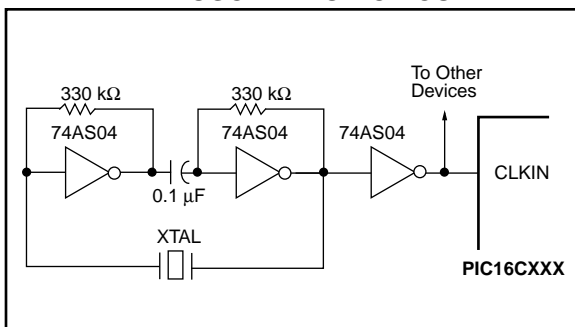 To Other
Devices
330 kΩ
330 kΩ
74AS04
74AS04
74AS04
CLKIN
0.1 µF
XTAL
PIC16CXXX